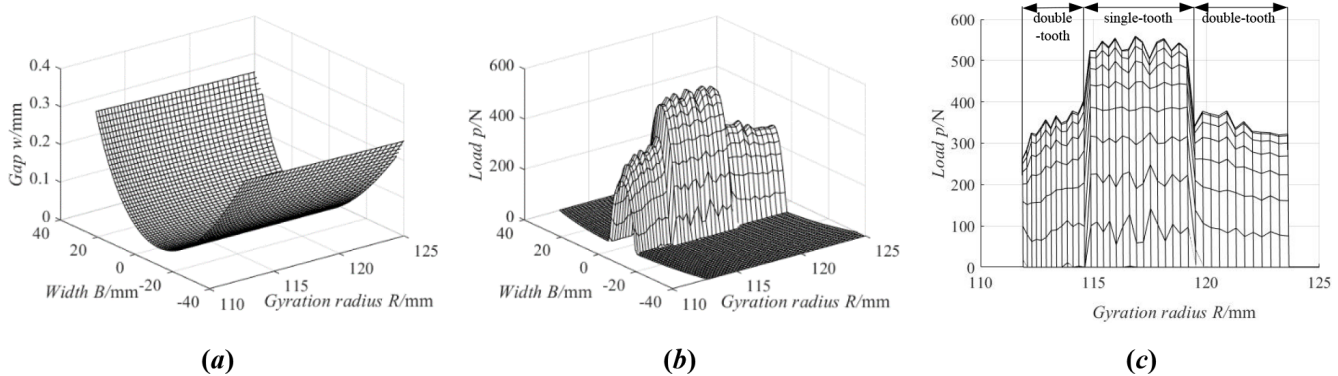 0.4
0.3
0.2
0.1
0
Gap w/mm
40
20
0
-20
-40
Width B/mm
110
115
120
125
Gyration radius R/mm
(a)
600
400
200
0
Load p/N
40
20
0
-20
-40
Width B/mm
110
115
120
125
Gyration radius R/mm
(b)
double
-tooth
single-tooth
double-tooth
600
500
400
300
200
100
0
Load p/N
110
115
120
125
Gyration radius R/mm
(c)